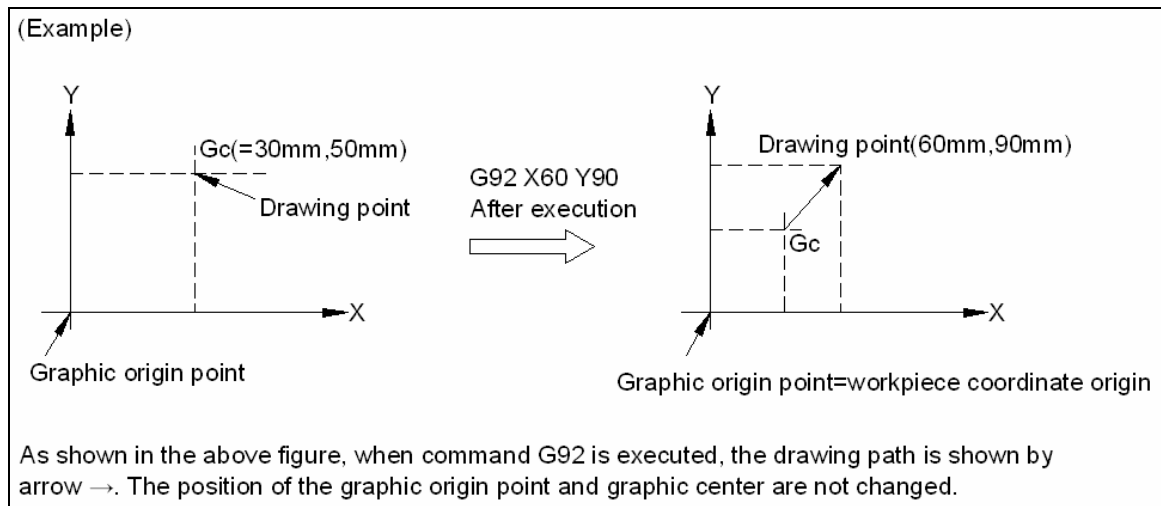 (Example)
Y
Gc(=30mm,50mm)
Drawing point
X
Graphic origin point
G92 X60 Y90
After execution
Y
Drawing point(60mm,90mm)
Gc
X
Graphic origin point=workpiece coordinate origin
As shown in the above figure, when command G92 is executed, the drawing path is shown by
arrow →. The position of the graphic origin point and graphic center are not changed.